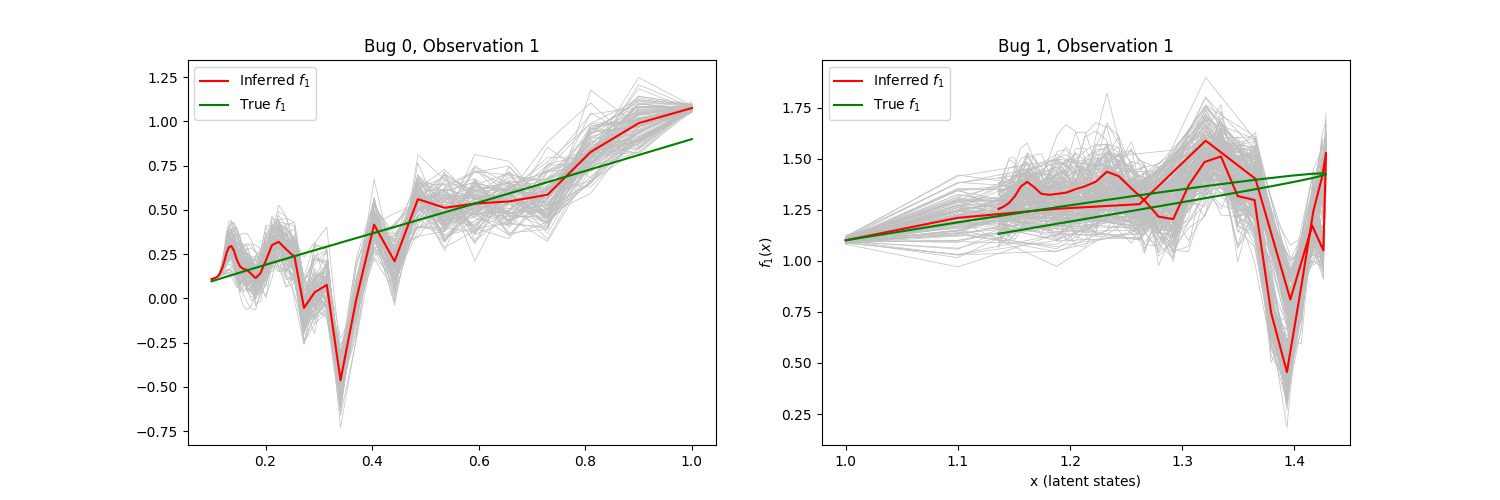 Bug 0, Observation 1
Inferred f₁
True f₁
1.25
1.00
0.75
0.50
0.25
0.00
−0.25
−0.50
−0.75
0.2 0.4 0.6 0.8 1.0
Bug 1, Observation 1
Inferred f₁
True f₁
f₁(x)
1.75
1.50
1.25
1.00
0.75
0.50
0.25
1.0 1.1 1.2 1.3 1.4
x (latent states)